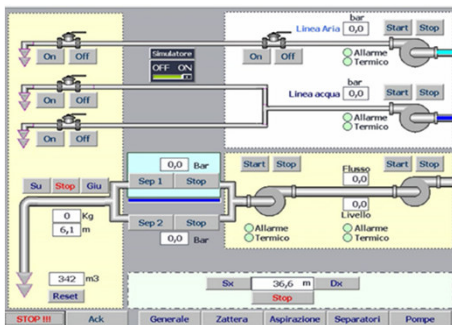 bar
Linea Aria 0,0 Start Stop
Simulatore
OFF ON
On Off
On Off
Allarme
Termico
On Off
bar
Linea acqua 0,0 Start Stop
On Off
Allarme
Termico
0,0 Bar
Start Stop
Flusso
0,0
Start Stop
Su Stop Giu
Sep 1 Stop
0 Kg
6,1 m
Sep 2 Stop
0,0 Bar
0,0
Livello
Allarme
Termico
Allarme
Termico
342 m3
Reset
Sx 36,6 m Dx
Stop
STOP !!! Ack Generale Zattera Aspirazione Separatori Pompe